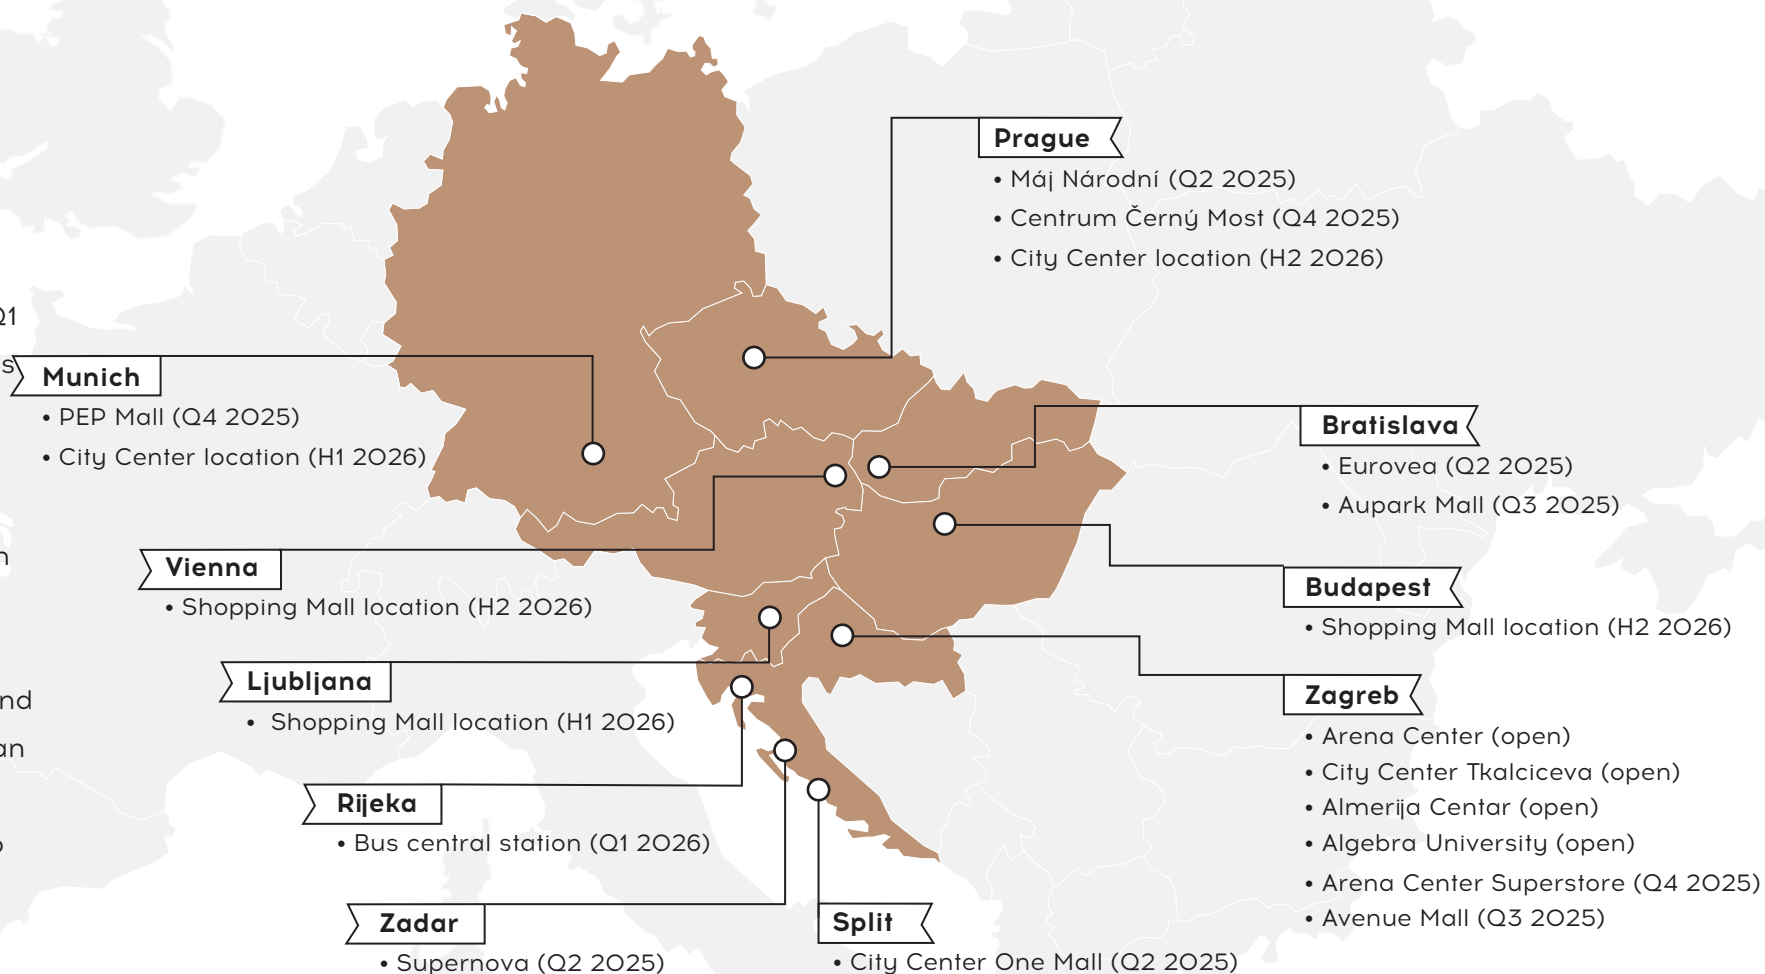 Prague
• Máj Národní (Q2 2025)
• Centrum Černý Most (Q4 2025)
• City Center location (H2 2026)
Q1
s
Munich
• PEP Mall (Q4 2025)
• City Center location (H1 2026)
Bratislava
• Eurovea (Q2 2025)
• Aupark Mall (Q3 2025)
Vienna
• Shopping Mall location (H2 2026)
Budapest
• Shopping Mall location (H2 2026)
Ljubljana
• Shopping Mall location (H1 2026)
nd
an
Zagreb
• Arena Center (open)
• City Center Tkalciceva (open)
• Almerija Centar (open)
• Algebra University (open)
• Arena Center Superstore (Q4 2025)
• Avenue Mall (Q3 2025)
Rijeka
• Bus central station (Q1 2026)
Zadar
• Supernova (Q2 2025)
Split
• City Center One Mall (Q2 2025)